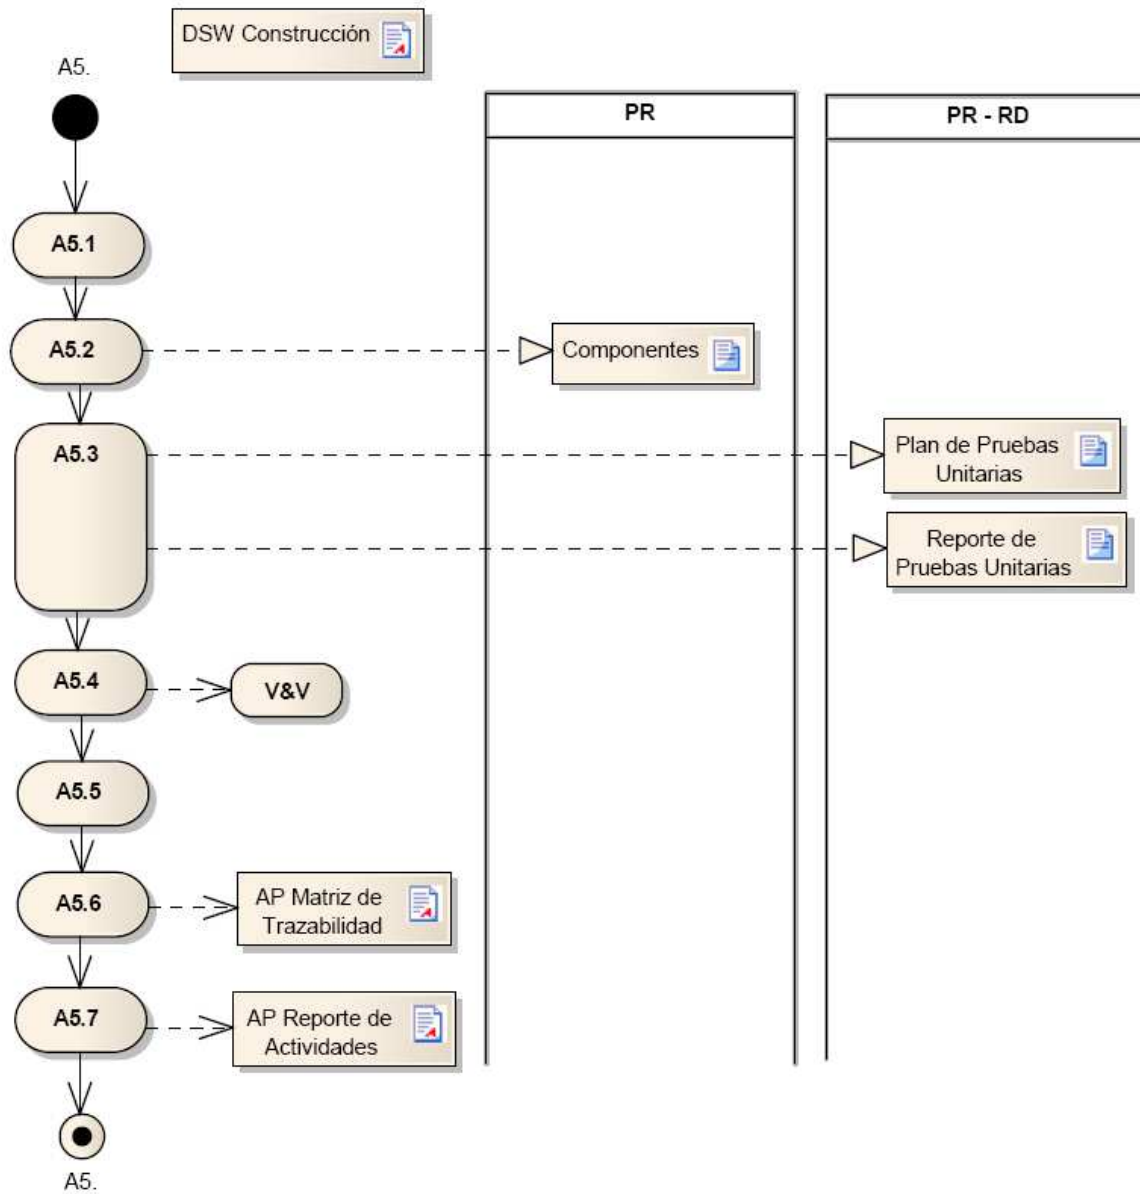 DSW Construcción
A5.
PR
PR - RD
A5.1
A5.2
Componentes
A5.3
Plan de Pruebas
Unitarias
Reporte de
Pruebas Unitarias
A5.4
V&V
A5.5
A5.6
AP Matriz de
Trazabilidad
A5.7
AP Reporte de
Actividades
A5.